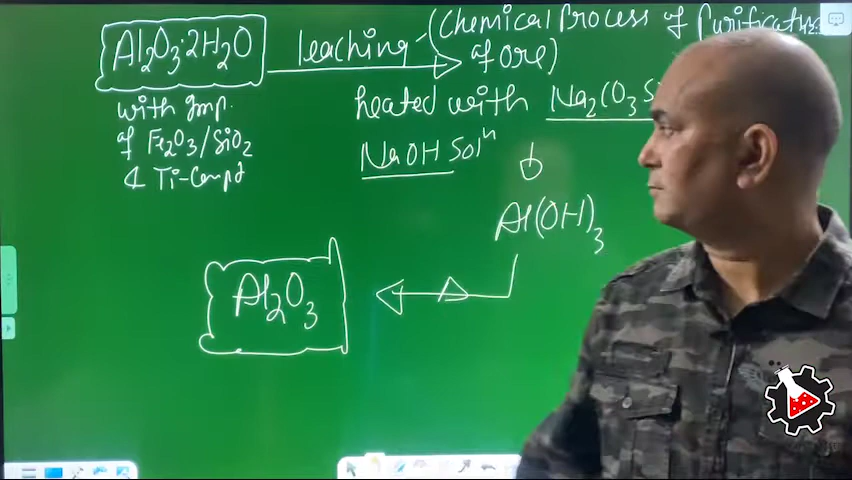 Al₂O₃·2H₂O leaching - (Chemical Process of Purification
of ore)
with Imp.
of Fe₂O₃/SiO₂
& Ti-Compd
heated with Na₂CO₃ S
NaOH Solⁿ
Al(OH)₃
Al₂O₃